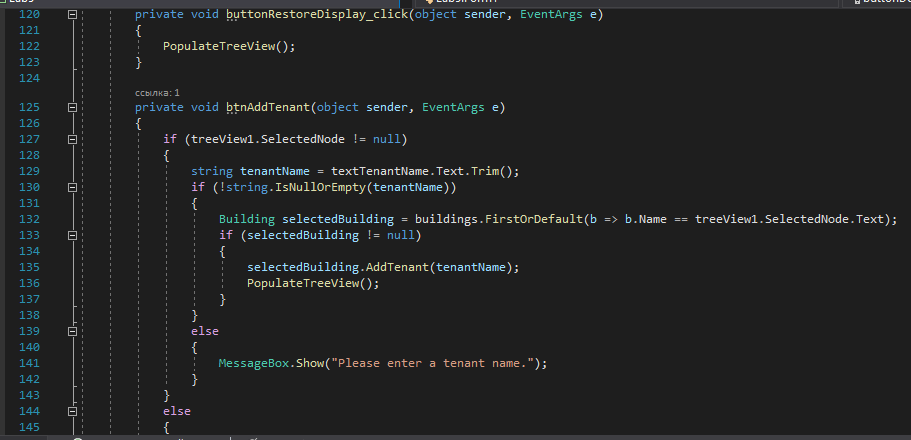 120 private void buttonRestoreDisplay_click(object sender, EventArgs e)
121 {
122 PopulateTreeView();
123 }
124
ссылка: 1
125 private void btnAddTenant(object sender, EventArgs e)
126 {
127 if (treeView1.SelectedNode != null)
128 {
129 string tenantName = textTenantName.Text.Trim();
130 if (!string.IsNullOrEmpty(tenantName))
131 {
132 Building selectedBuilding = buildings.FirstOrDefault(b => b.Name == treeView1.SelectedNode.Text);
133 if (selectedBuilding != null)
134 {
135 selectedBuilding.AddTenant(tenantName);
136 PopulateTreeView();
137 }
138 }
139 else
140 {
141 MessageBox.Show("Please enter a tenant name.");
142 }
143 }
144 else
145 {